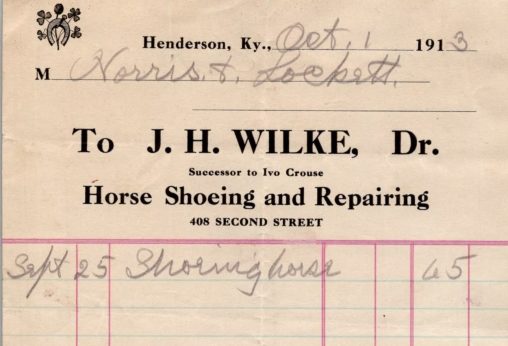 Henderson, Ky., Oct. 1 1913
M Norris & Lockett.
To J. H. WILKE, Dr.
Successor to Ivo Crouse
Horse Shoeing and Repairing
408 SECOND STREET
Sept 25 Shoeing horse 65